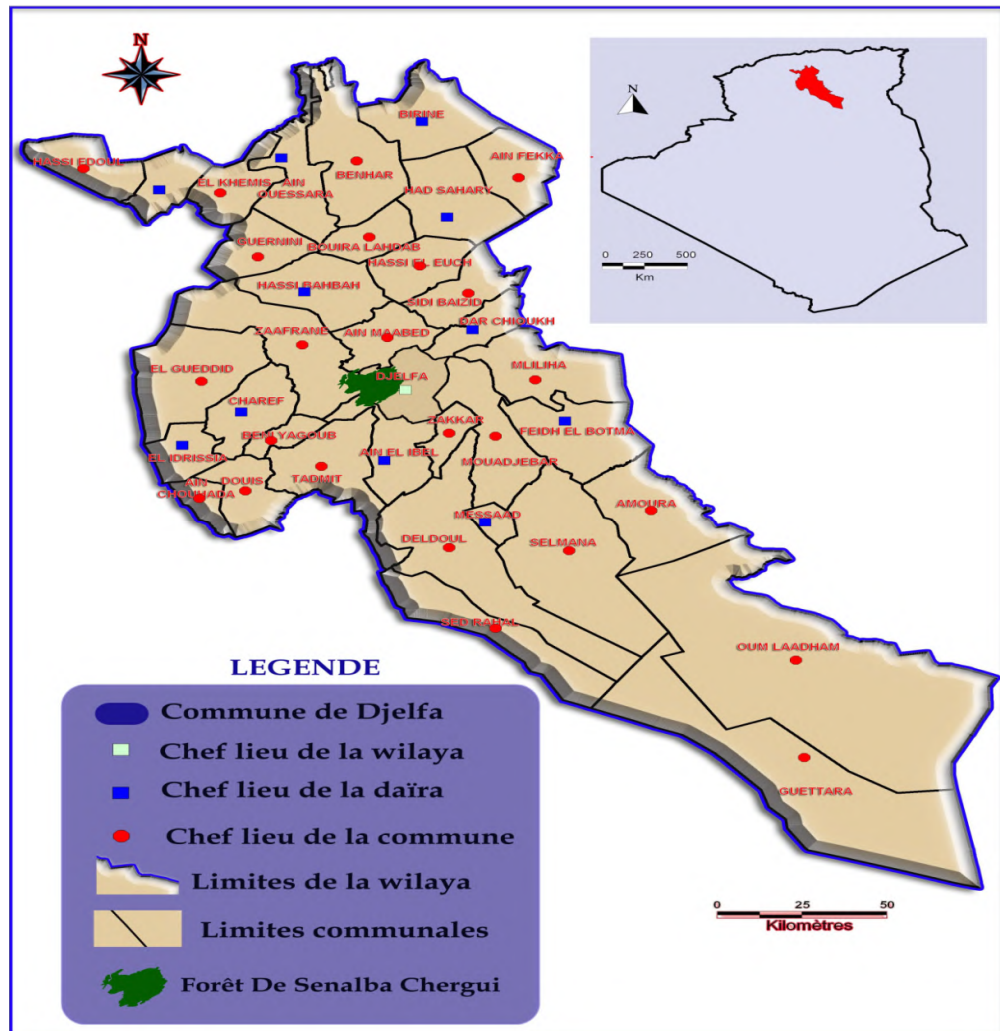 N
BIRINE
HASSI FDOUL
EL KHEMIS
AIN
OUESSARA
BENHAR
AIN FEKKA
HAD SAHARY
GUERNINI
BOUIRA LAHDAB
HASSI EL EUCH
HASSI BAHBAH
SIDI BAIZID
DAR CHIOUKH
ZAAFRANE
AIN MAABED
EL GUEDDID
DJELFA
MLILIHA
CHAREF
ZAKKAR
FEIDH EL BOTMA
BENI YAGOUB
EL IDRISSIA
AIN EL IBEL
MOUADJEBAR
AIN
CHOUHADA
DOUIS
TADMIT
AMOURA
MESSAAD
DELDOUL
SELMANA
SED RAHAL
OUM LAADHAM
GUETTARA
N
0 250 500
Km
LEGENDE
Commune de Djelfa
Chef lieu de la wilaya
Chef lieu de la daïra
Chef lieu de la commune
Limites de la wilaya
Limites communales
Forêt De Senalba Chergui
0 25 50
Kilomètres